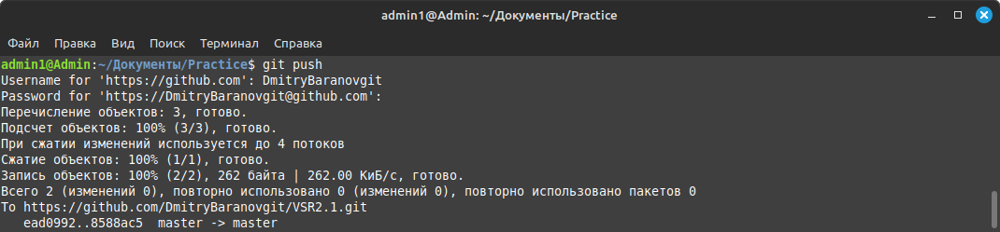 admin1@Admin: ~/Документы/Practice
Файл Правка Вид Поиск Терминал Справка
admin1@Admin:~/Документы/Practice$ git push
Username for 'https://github.com': DmitryBaranovgit
Password for 'https://DmitryBaranovgit@github.com':
Перечисление объектов: 3, готово.
Подсчет объектов: 100% (3/3), готово.
При сжатии изменений используется до 4 потоков
Сжатие объектов: 100% (1/1), готово.
Запись объектов: 100% (2/2), 262 байта | 262.00 КиБ/с, готово.
Всего 2 (изменений 0), повторно использовано 0 (изменений 0), повторно использовано пакетов 0
To https://github.com/DmitryBaranovgit/VSR2.1.git
   ead0992..8588ac5  master -> master